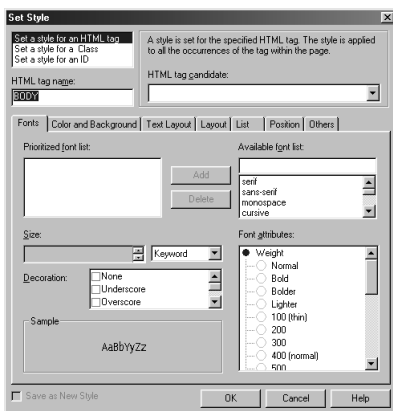 Set Style
Set a style for an HTML tag
Set a style for a Class
Set a style for an ID
A style is set for the specified HTML tag. The style is applied
to all the occurrences of the tag within the page.
HTML tag name:
BODY
HTML tag candidate:
Fonts Color and Background Text Layout Layout List Position Others
Prioritized font list:
Available font list:
Add
Delete
serif
sans-serif
monospace
cursive
Size:
Keyword
Font attributes:
Weight
Normal
Bold
Bolder
Lighter
100 (thin)
200
300
400 (normal)
500
Decoration:
None
Underscore
Overscore
Sample
AaBbYyZz
Save as New Style
OK Cancel Help